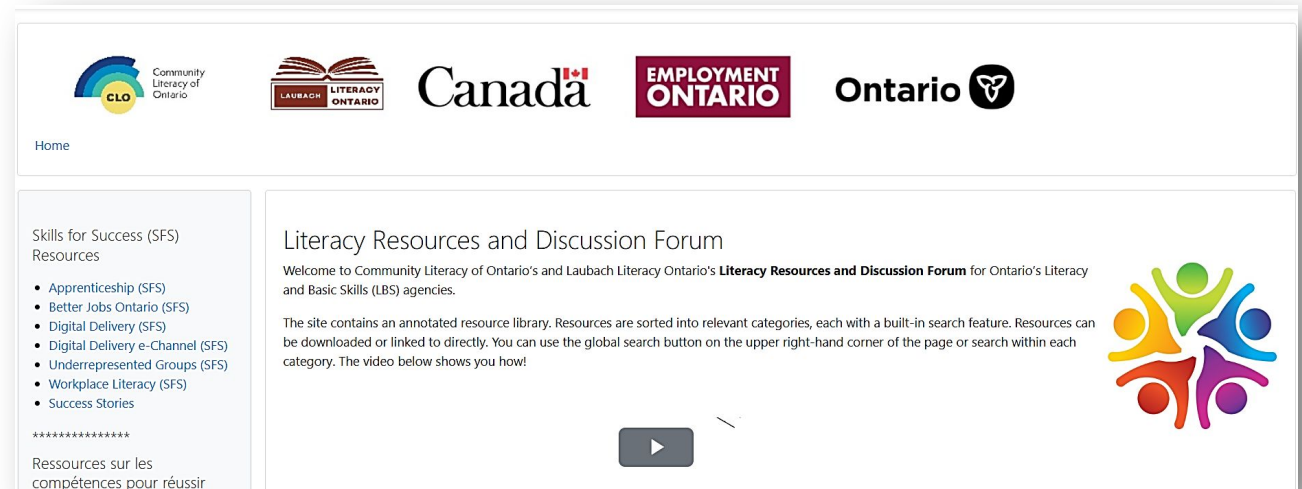 CLO
Community
Literacy of
Ontario
LAUBACH LITERACY
ONTARIO
Canada
EMPLOYMENT
ONTARIO
Ontario
Home
Skills for Success (SFS)
Resources
Apprenticeship (SFS)
Better Jobs Ontario (SFS)
Digital Delivery (SFS)
Digital Delivery e-Channel (SFS)
Underrepresented Groups (SFS)
Workplace Literacy (SFS)
Success Stories
***************
Ressources sur les
compétences pour réussir
Literacy Resources and Discussion Forum
Welcome to Community Literacy of Ontario's and Laubach Literacy Ontario's Literacy Resources and Discussion Forum for Ontario's Literacy
and Basic Skills (LBS) agencies.
The site contains an annotated resource library. Resources are sorted into relevant categories, each with a built-in search feature. Resources can
be downloaded or linked to directly. You can use the global search button on the upper right-hand corner of the page or search within each
category. The video below shows you how!